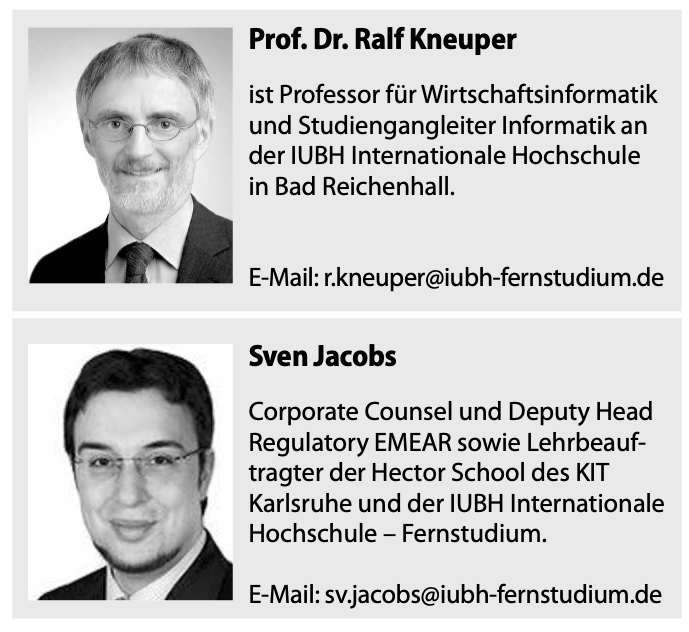 Prof. Dr. Ralf Kneuper
ist Professor für Wirtschaftsinformatik
und Studiengangleiter Informatik an
der IUBH Internationale Hochschule
in Bad Reichenhall.
E-Mail: r.kneuper@iubh-fernstudium.de
Sven Jacobs
Corporate Counsel und Deputy Head
Regulatory EMEAR sowie Lehrbeauf-
tragter der Hector School des KIT
Karlsruhe und der IUBH Internationale
Hochschule – Fernstudium.
E-Mail: sv.jacobs@iubh-fernstudium.de